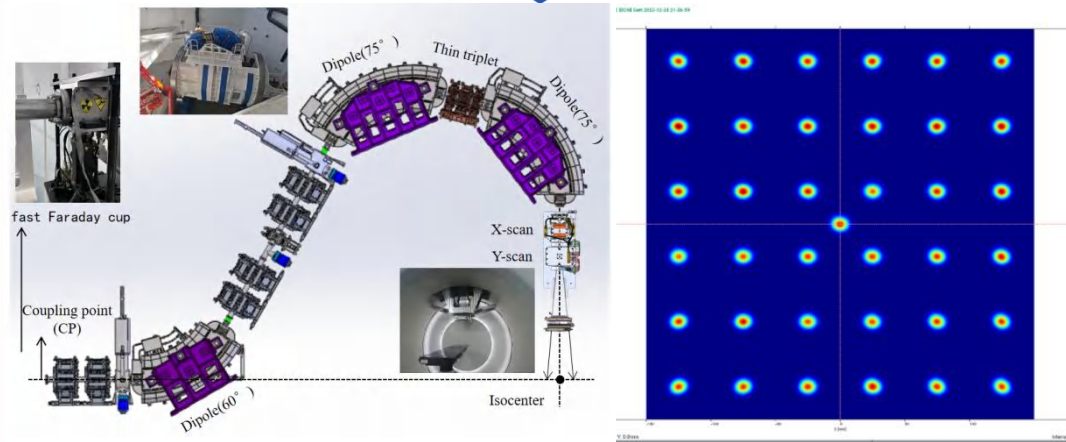 Dipole(75°)
Thin triplet
Dipole(75°)
fast Faraday cup
X-scan
Y-scan
Coupling point
(CP)
Dipole(60°)
Isocenter